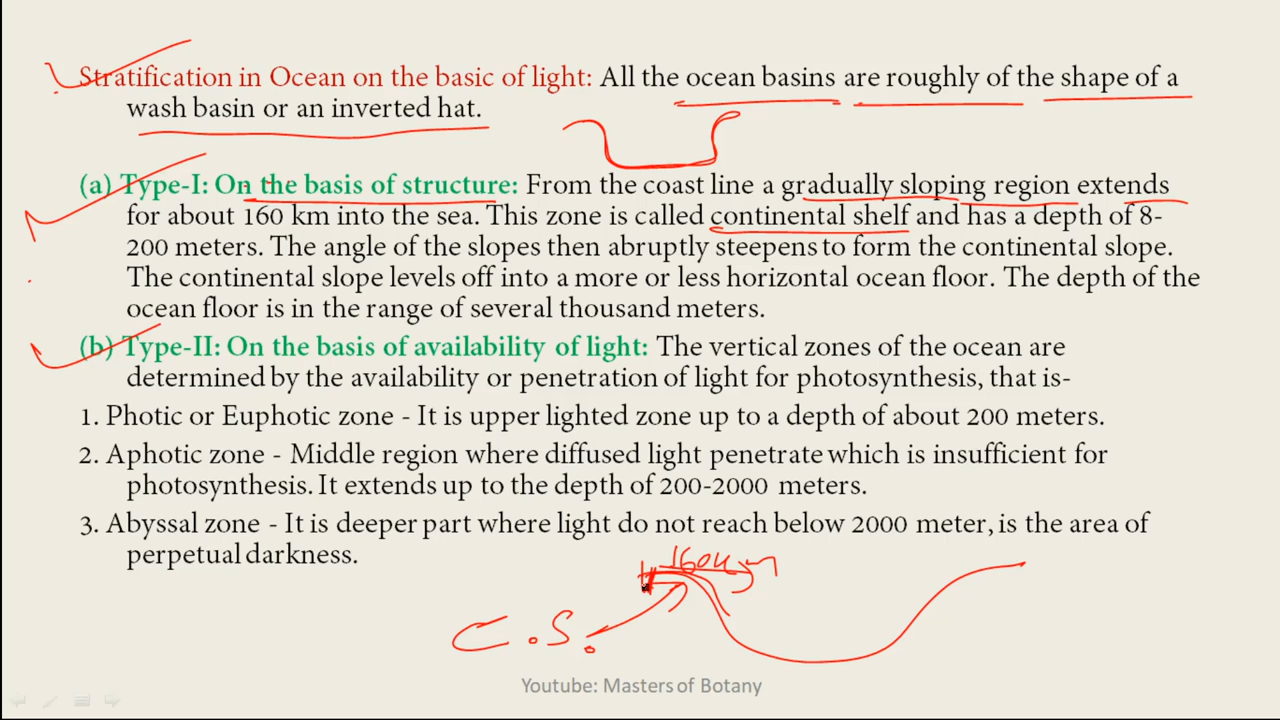 Stratification in Ocean on the basic of light: All the ocean basins are roughly of the shape of a
wash basin or an inverted hat.
(a) Type-I: On the basis of structure: From the coast line a gradually sloping region extends
for about 160 km into the sea. This zone is called continental shelf and has a depth of 8-
200 meters. The angle of the slopes then abruptly steepens to form the continental slope.
The continental slope levels off into a more or less horizontal ocean floor. The depth of the
ocean floor is in the range of several thousand meters.
(b) Type-II: On the basis of availability of light: The vertical zones of the ocean are
determined by the availability or penetration of light for photosynthesis, that is-
1. Photic or Euphotic zone - It is upper lighted zone up to a depth of about 200 meters.
2. Aphotic zone - Middle region where diffused light penetrate which is insufficient for
photosynthesis. It extends up to the depth of 200-2000 meters.
3. Abyssal zone - It is deeper part where light do not reach below 2000 meter, is the area of
perpetual darkness.
160km
C.S.
Youtube: Masters of Botany